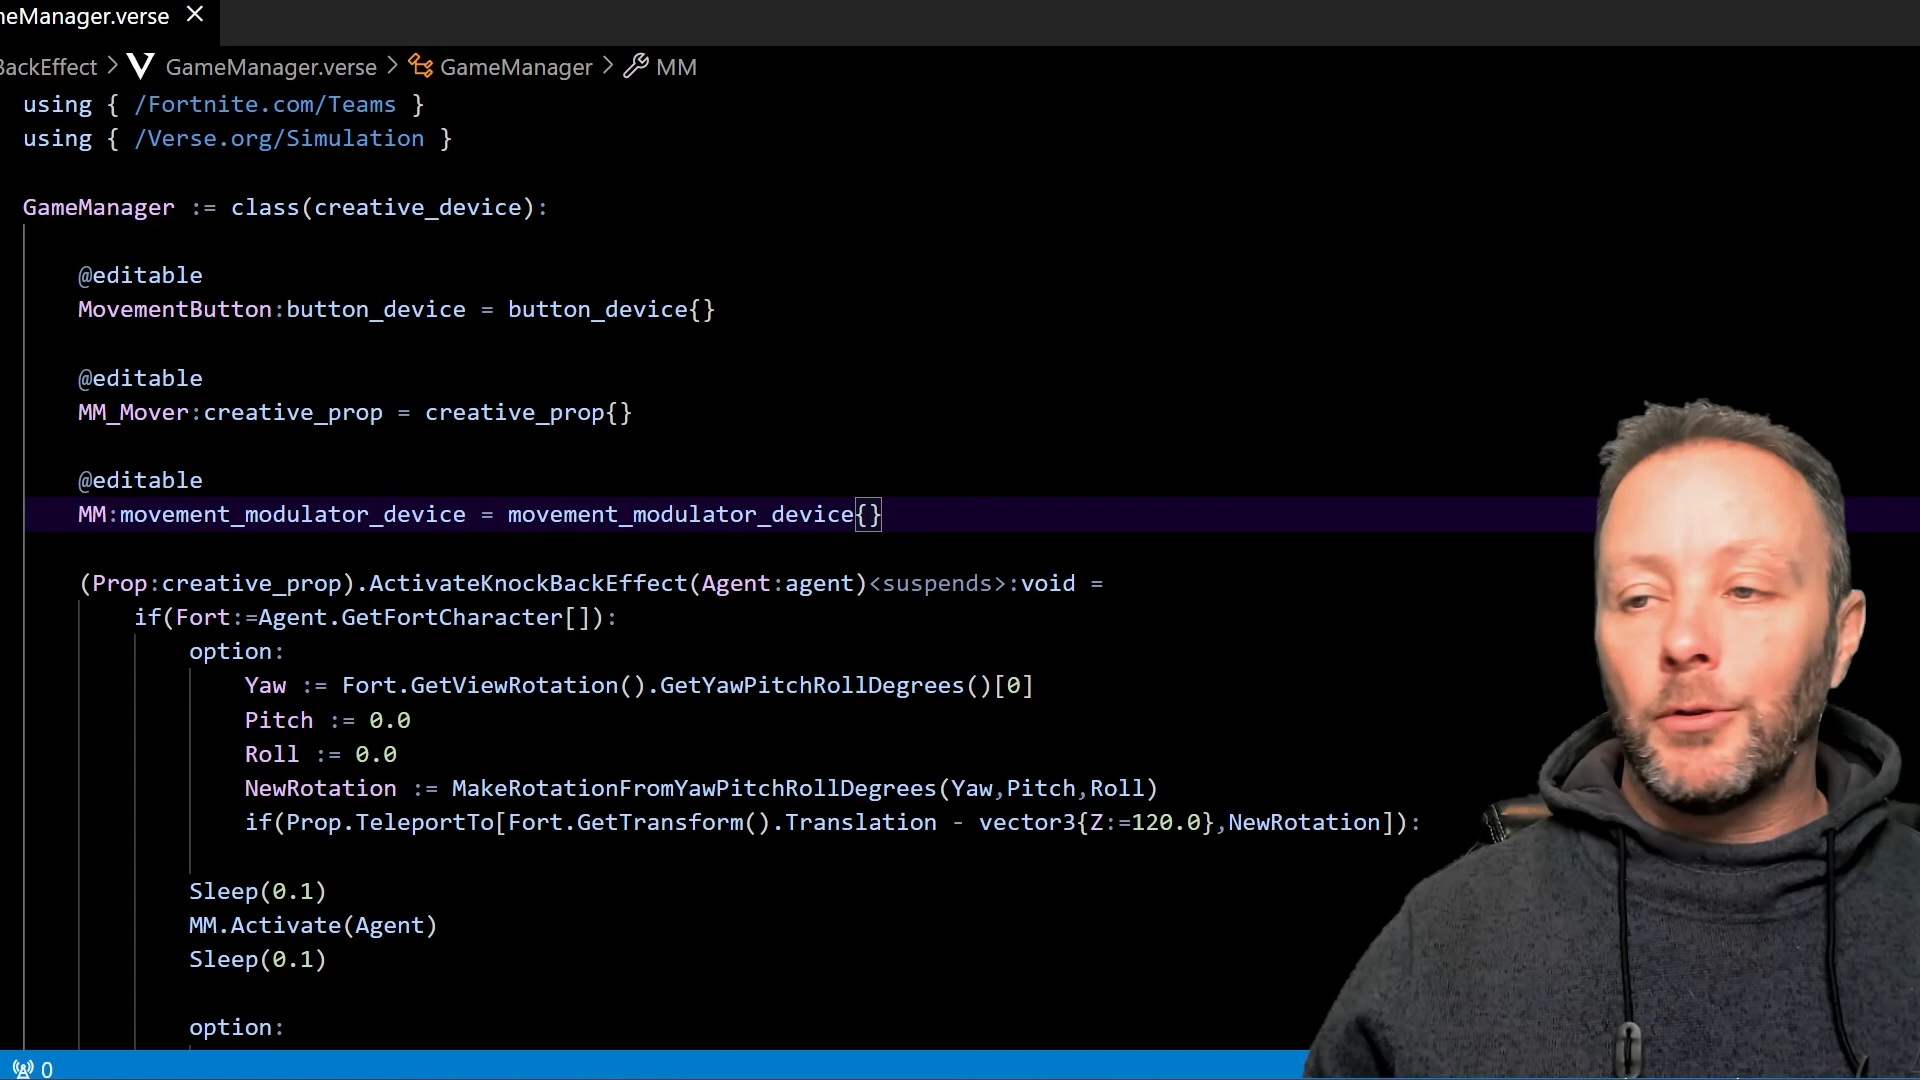 neManager.verse ×
BackEffect > GameManager.verse > GameManager > MM
using { /Fortnite.com/Teams }
using { /Verse.org/Simulation }
GameManager := class(creative_device):
@editable
MovementButton:button_device = button_device{}
@editable
MM_Mover:creative_prop = creative_prop{}
@editable
MM:movement_modulator_device = movement_modulator_device{}
(Prop:creative_prop).ActivateKnockBackEffect(Agent:agent)<suspends>:void =
if(Fort:=Agent.GetFortCharacter[]):
option:
Yaw := Fort.GetViewRotation().GetYawPitchRollDegrees()[0]
Pitch := 0.0
Roll := 0.0
NewRotation := MakeRotationFromYawPitchRollDegrees(Yaw,Pitch,Roll)
if(Prop.TeleportTo[Fort.GetTransform().Translation - vector3{Z:=120.0},NewRotation]):
Sleep(0.1)
MM.Activate(Agent)
Sleep(0.1)
option:
0